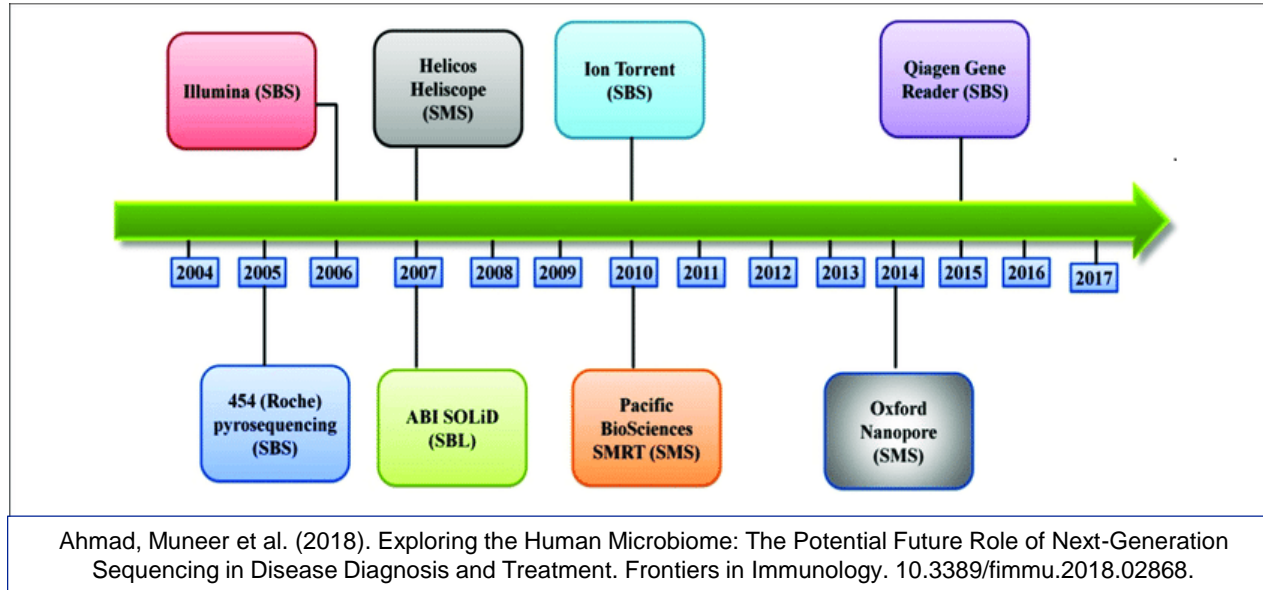 Illumina (SBS)
Helicos
Heliscope
(SMS)
Ion Torrent
(SBS)
Qiagen Gene
Reader (SBS)
2004
2005
2006
2007
2008
2009
2010
2011
2012
2013
2014
2015
2016
2017
454 (Roche)
pyrosequencing
(SBS)
ABI SOLiD
(SBL)
Pacific
BioSciences
SMRT (SMS)
Oxford
Nanopore
(SMS)
Ahmad, Muneer et al. (2018). Exploring the Human Microbiome: The Potential Future Role of Next-Generation
Sequencing in Disease Diagnosis and Treatment. Frontiers in Immunology. 10.3389/fimmu.2018.02868.